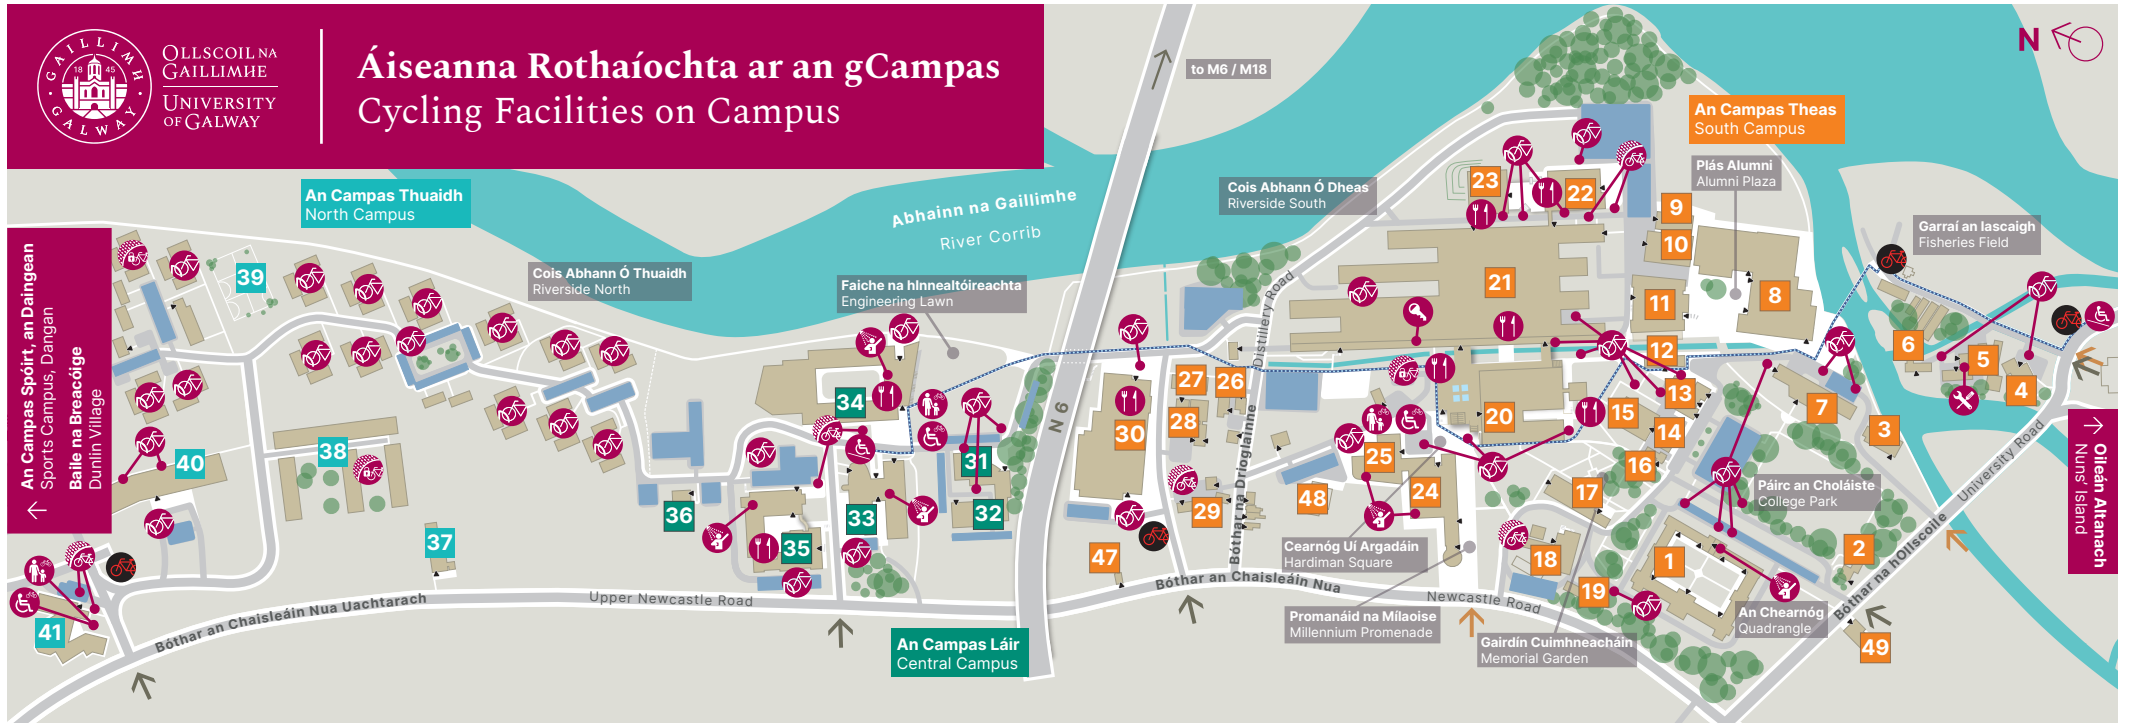 GAILLIMH
18 45
GALWAY
OLLSCOIL NA
GAILLIMHE
UNIVERSITY
OF GALWAY
Áiseanna Rothaíochta ar an gCampas
Cycling Facilities on Campus
to M6 / M18
N
An Campas Theas
South Campus
Plás Alumni
Alumni Plaza
An Campas Thuaidh
North Campus
Abhainn na Gaillimhe
River Corrib
Cois Abhann Ó Dheas
Riverside South
Garraí an Iascaigh
Fisheries Field
Cois Abhann Ó Thuaidh
Riverside North
Faiche na hInnealtóireachta
Engineering Lawn
An Campas Spóirt, an Daingean
Sports Campus, Dangan
Baile na Breacóige
Dunlin Village
Distillery Road
Bóthar na Drioglainne
N6
23
22
9
10
39
21
11
8
12
6
5
4
27
26
13
34
28
20
15
7
30
14
3
38
40
31
25
16
24
17
48
36
33
32
29
37
35
47
18
1
2
19
41
49
Páirc an Choláiste
College Park
University Road
Bóthar na hOllscoile
Oileán Altanach
Nuns' Island
Cearnóg Uí Argadáin
Hardiman Square
Bóthar an Chaisleáin Nua
Newcastle Road
Bóthar an Chaisleáin Nua Uachtarach
Upper Newcastle Road
Promanáid na Mílaoise
Millennium Promenade
An Chearnóg
Quadrangle
Gairdín Cuimhneacháin
Memorial Garden
An Campas Láir
Central Campus